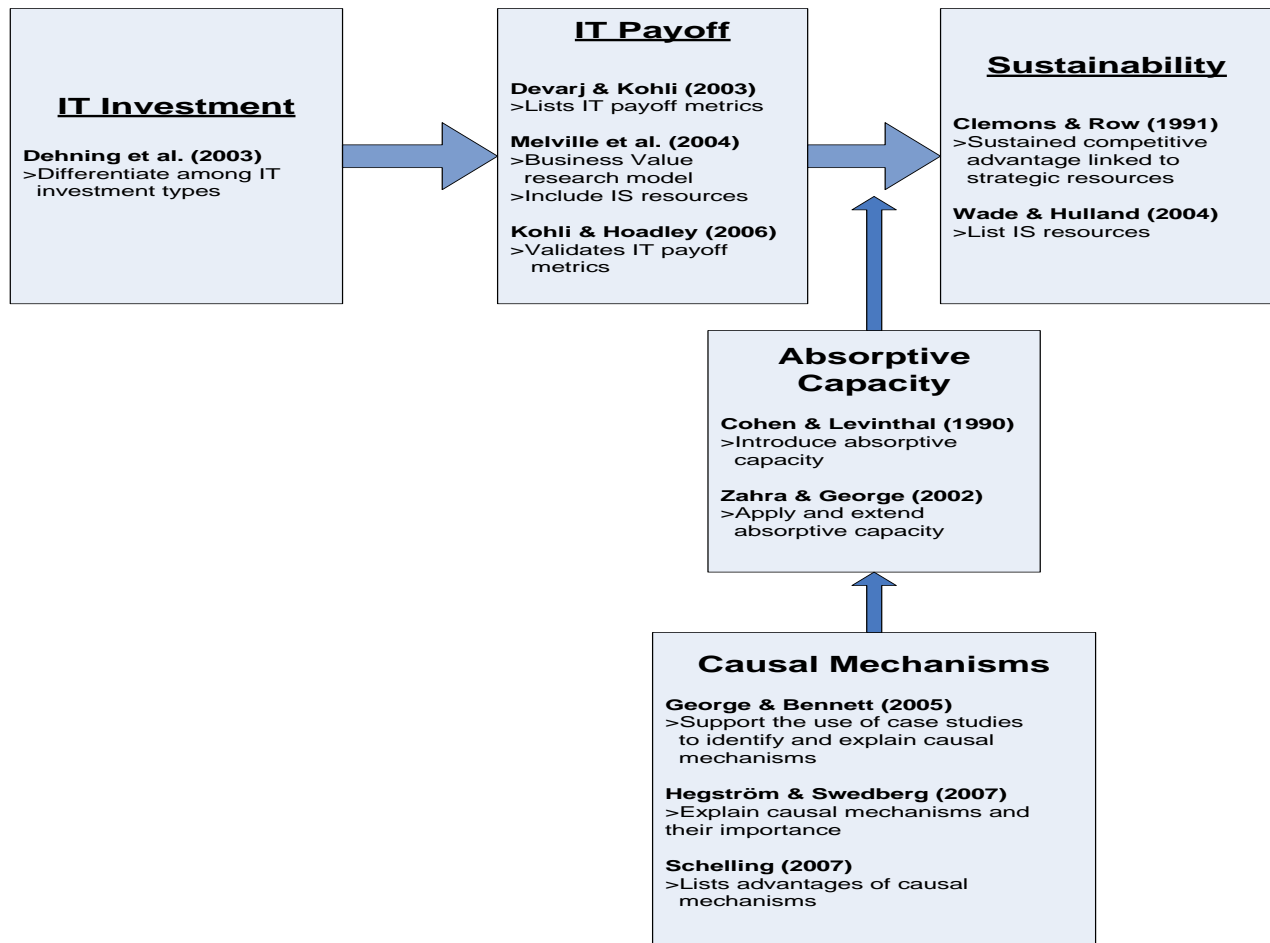 IT Investment
Dehning et al. (2003)
>Differentiate among IT
investment types
IT Payoff
Devarj & Kohli (2003)
>Lists IT payoff metrics
Melville et al. (2004)
>Business Value
research model
>Include IS resources
Kohli & Hoadley (2006)
>Validates IT payoff
metrics
Sustainability
Clemons & Row (1991)
>Sustained competitive
advantage linked to
strategic resources
Wade & Hulland (2004)
>List IS resources
Absorptive
Capacity
Cohen & Levinthal (1990)
>Introduce absorptive
capacity
Zahra & George (2002)
>Apply and extend
absorptive capacity
Causal Mechanisms
George & Bennett (2005)
>Support the use of case studies
to identify and explain causal
mechanisms
Hegström & Swedberg (2007)
>Explain causal mechanisms and
their importance
Schelling (2007)
>Lists advantages of causal
mechanisms